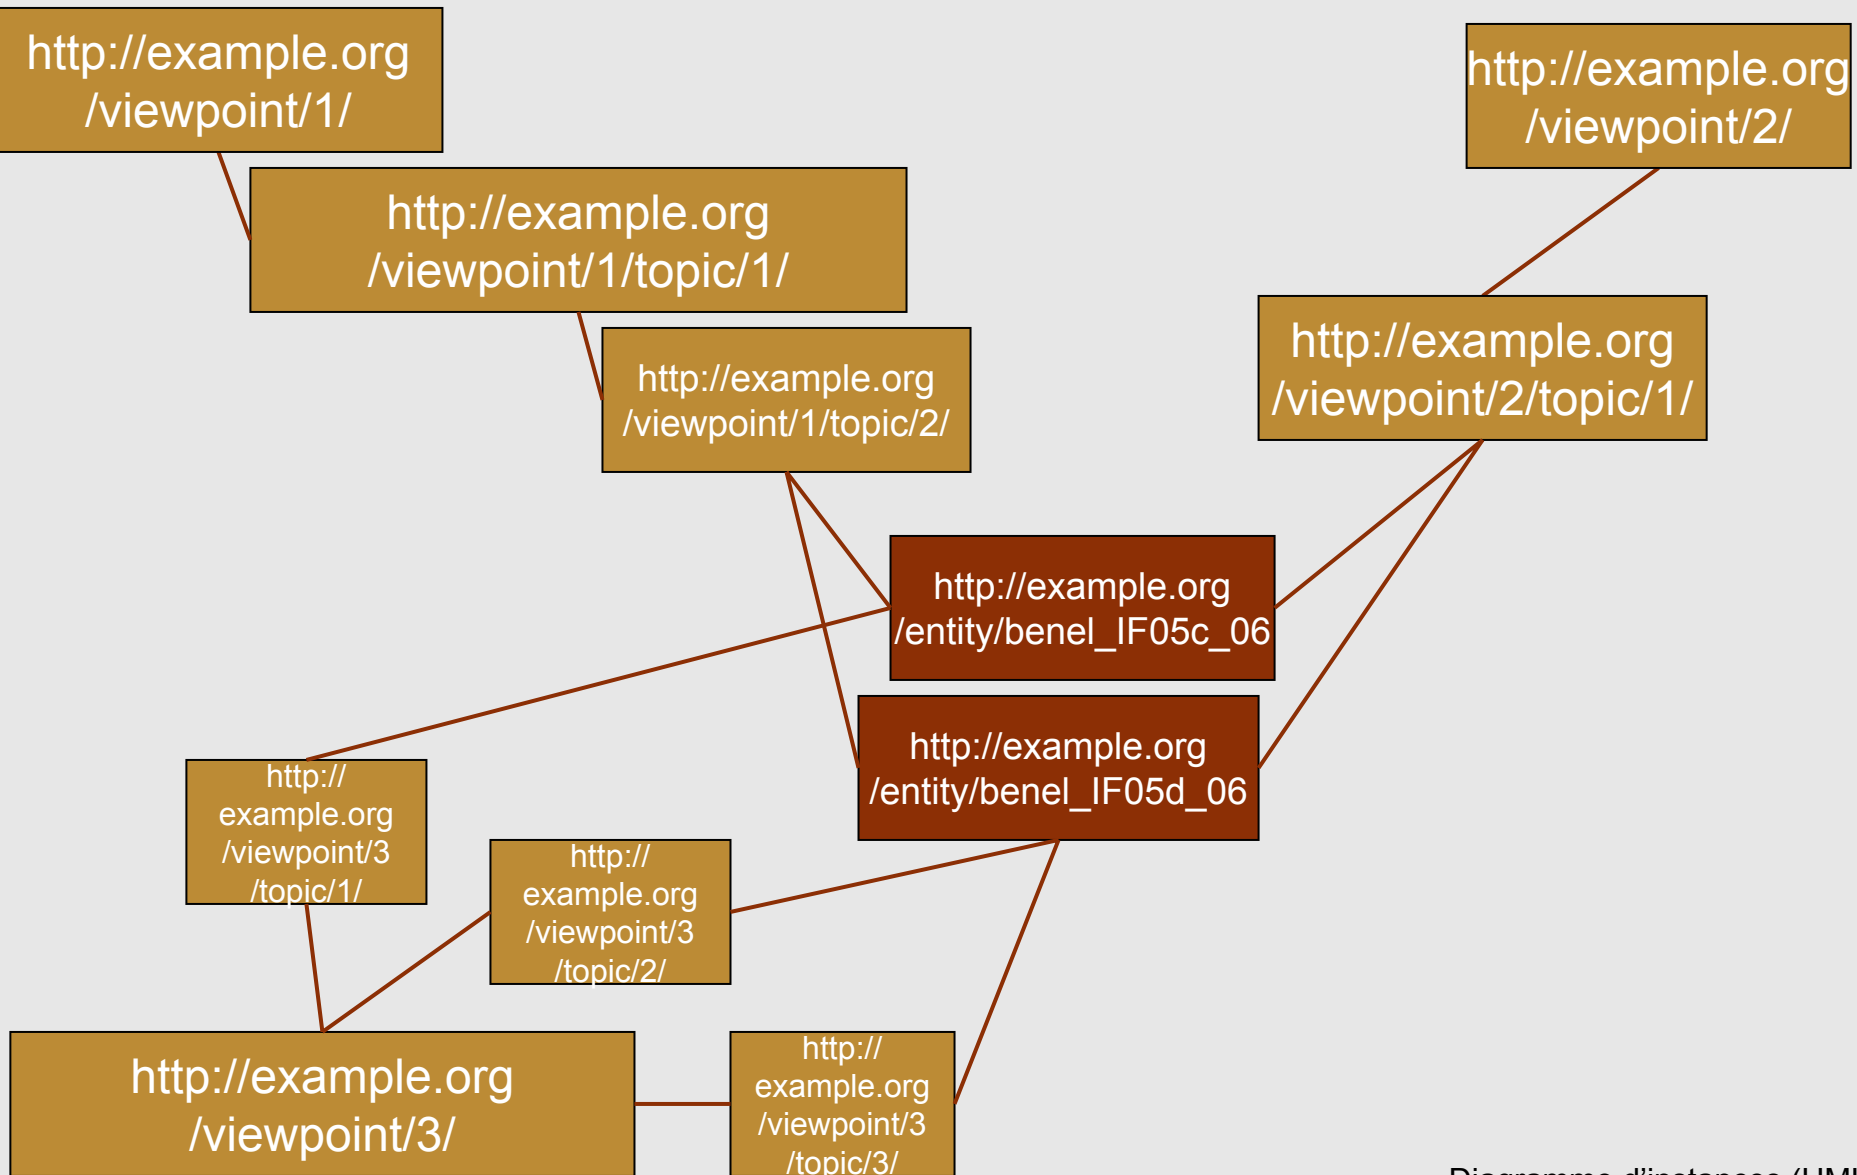 http://example.org
/viewpoint/1/
http://example.org
/viewpoint/2/
http://example.org
/viewpoint/1/topic/1/
http://example.org
/viewpoint/1/topic/2/
http://example.org
/viewpoint/2/topic/1/
http://example.org
/entity/benel_IF05c_06
http://example.org
/entity/benel_IF05d_06
http://
example.org
/viewpoint/3
/topic/1/
http://
example.org
/viewpoint/3
/topic/2/
http://example.org
/viewpoint/3/
http://
example.org
/viewpoint/3
/topic/3/
Diagramme d'instances